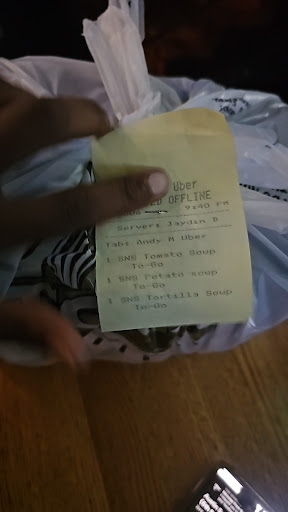 Uber
OFFLINE
9:40 PM
Server: Jaydin D
Tab: Andy M Uber
1 SNS Tomato Soup
To-Go
1 SNS Potato soup
To-Go
SNS Tortilla Soup
To-Go